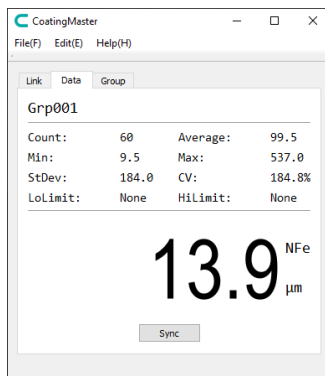 CoatingMaster
File(F) Edit(E) Help(H)
Link Data Group
Grp001
Count: 60 Average: 99.5
Min: 9.5 Max: 537.0
StDev: 184.0 CV: 184.8%
LoLimit: None HiLimit: None
13.9 NFe
μm
Sync